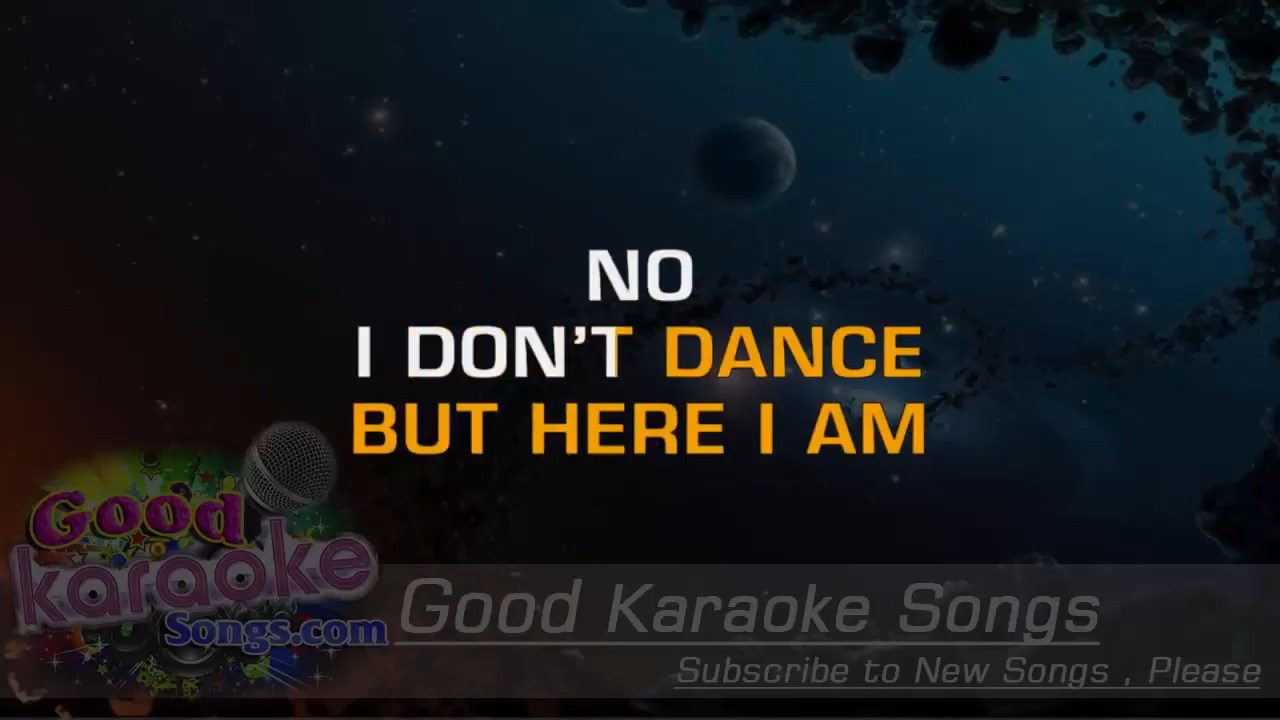 NO
I DON'T DANCE
BUT HERE I AM
Good
karaoke
Songs.com
Good Karaoke Songs
Subscribe to New Songs , Please